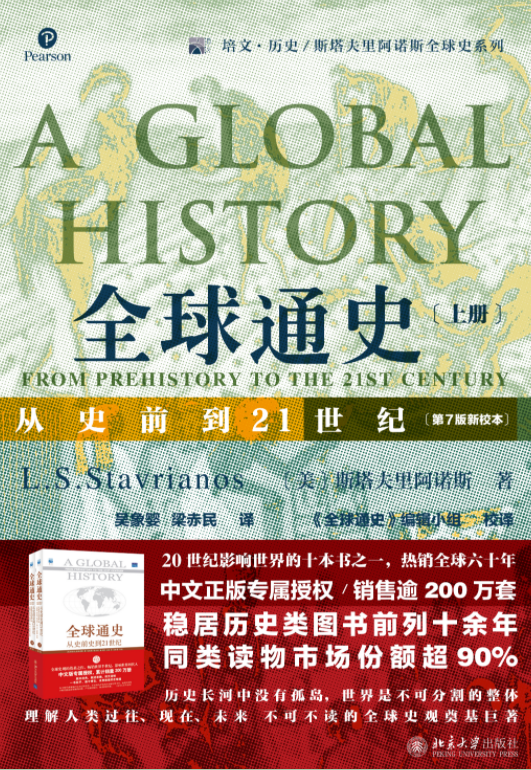 Pearson
培文·历史/斯塔夫里阿诺斯全球史系列
A GLOBAL
HISTORY
全球通史〔上册〕
FROM PREHISTORY TO THE 21ST CENTURY
从史前到21世纪〔第7版新校本〕
L.S.Stavrianos 〔美〕斯塔夫里阿诺斯 著
吴象婴 梁赤民 译 《全球通史》编辑小组 校译
20世纪影响世界的十本书之一，热销全球六十年
中文正版专属授权/销售逾200万套
稳居历史类图书前列十余年
同类读物市场份额超90%
历史长河中没有孤岛，世界是不可分割的整体
理解人类过往、现在、未来 不可不读的全球史观奠基巨著
A GLOBAL
HISTORY
全球通史
从史前史到21世纪
全球通史
北京大学出版社
PEKING UNIVERSITY PRESS